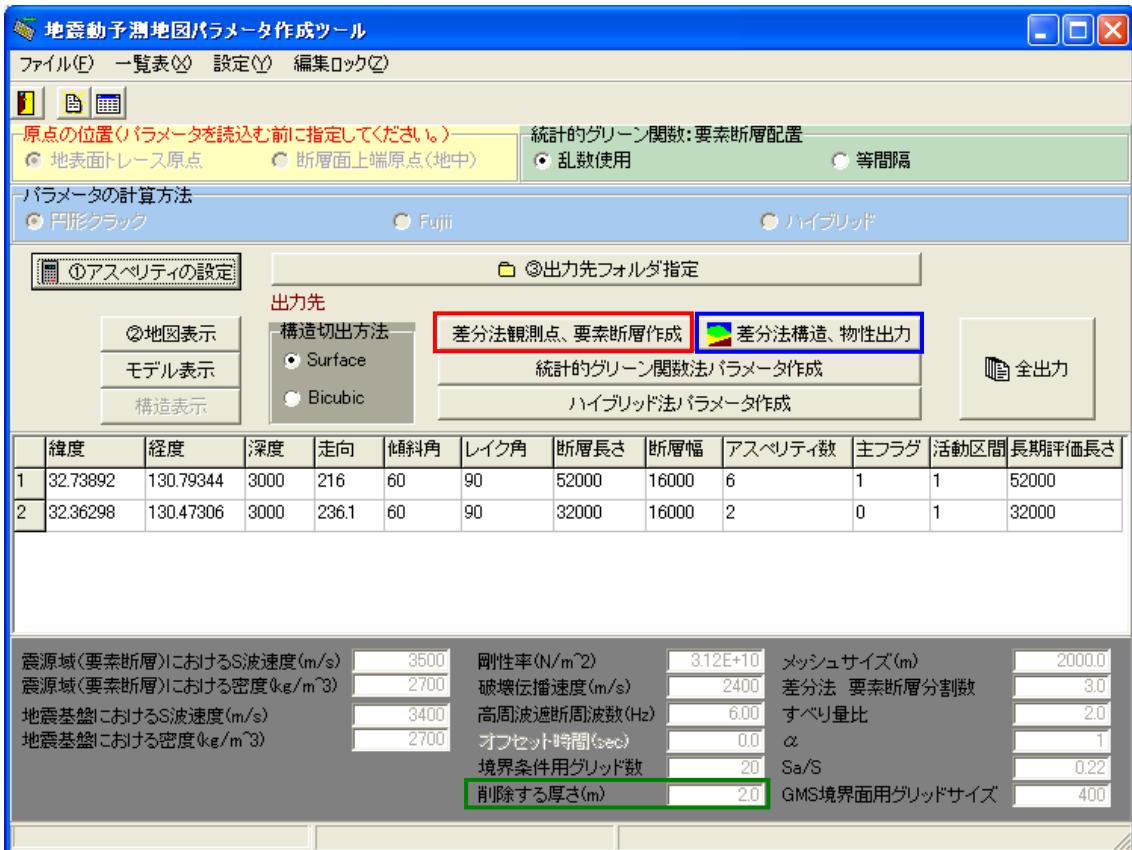 地震動予測地図パラメータ作成ツール
ファイル(F) 一覧表(X) 設定(Y) 編集ロック(Z)
原点の位置(パラメータを読込む前に指定してください。) 統計的グリーン関数:要素断層配置
地表面トレース原点 断層面上端原点(地中) 乱数使用 等間隔
パラメータの計算方法
円形クラック Fujii ハイブリッド
①アスペリティの設定 ③出力先フォルダ指定
出力先
②地図表示 構造切出方法 差分法観測点、要素断層作成 差分法構造、物性出力
モデル表示 Surface 統計的グリーン関数法パラメータ作成 全出力
構造表示 Bicubic ハイブリッド法パラメータ作成
緯度 経度 深度 走向 傾斜角 レイク角 断層長さ 断層幅 アスペリティ数 主フラグ 活動区間 長期評価長さ
1 32.73892 130.79344 3000 216 60 90 52000 16000 6 1 1 52000
2 32.36298 130.47306 3000 236.1 60 90 32000 16000 2 0 1 32000
震源域(要素断層)におけるS波速度(m/s) 3500 剛性率(N/m^2) 3.12E+10 メッシュサイズ(m) 2000.0
震源域(要素断層)における密度(kg/m^3) 2700 破壊伝播速度(m/s) 2400 差分法 要素断層分割数 3.0
地震基盤におけるS波速度(m/s) 3400 高周波遮断周波数(Hz) 6.00 すべり量比 2.0
地震基盤における密度(kg/m^3) 2700 オフセット時間(sec) 0.0 α 1
境界条件用グリッド数 20 Sa/S 0.22
削除する厚さ(m) 2.0 GMS境界面用グリッドサイズ 400